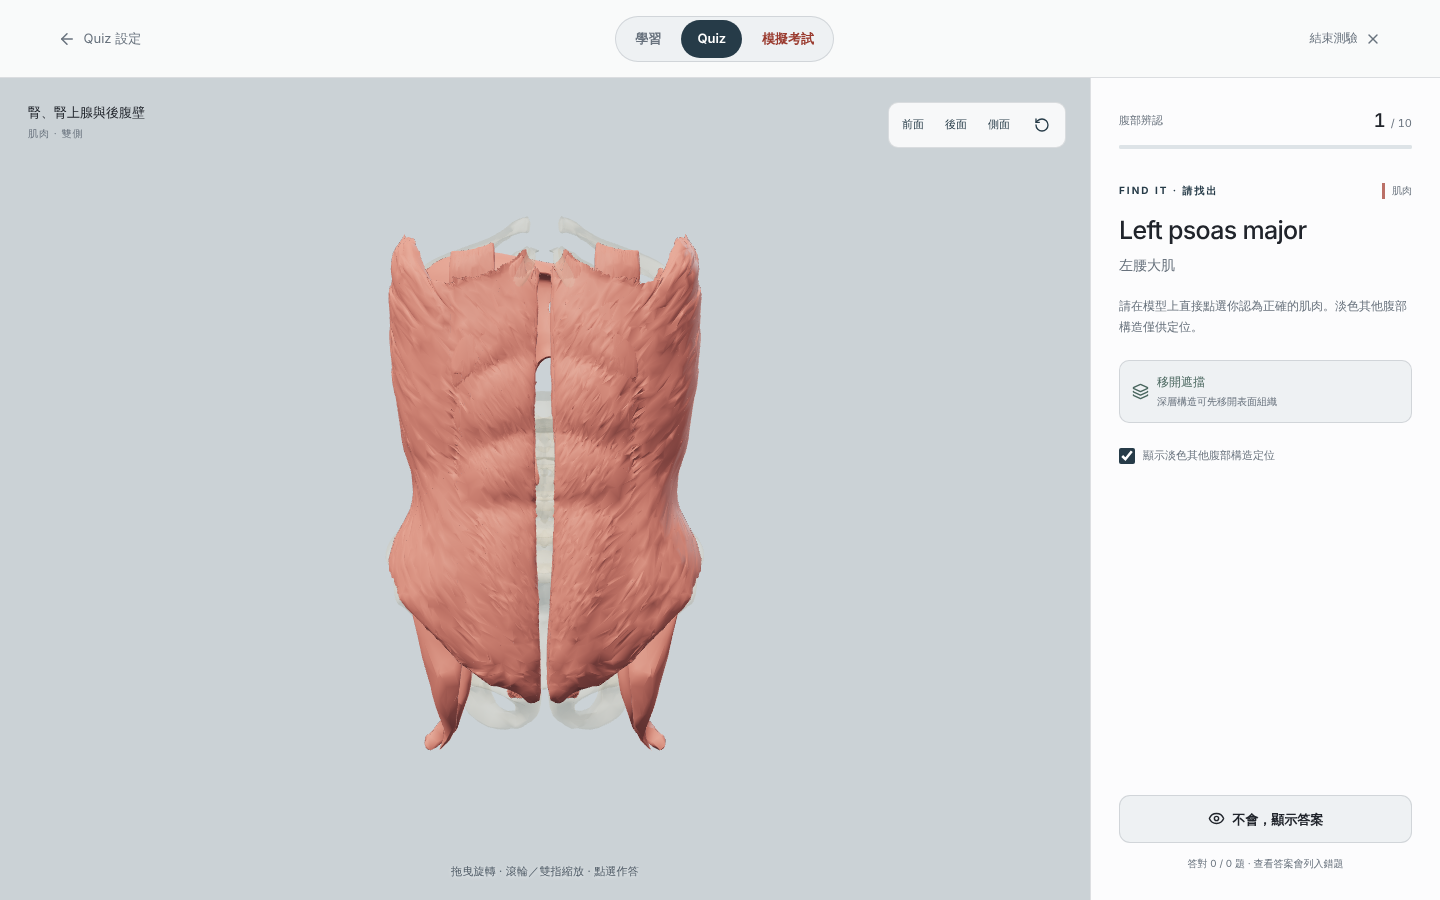 Quiz 設定
學習
Quiz
模擬考試
結束測驗
腎、腎上腺與後腹壁
肌肉 · 雙側
前面
後面
側面
腹部辨認
1 / 10
FIND IT · 請找出
肌肉
Left psoas major
左腰大肌
請在模型上直接點選你認為正確的肌肉。淡色其他腹部
構造僅供定位。
移開遮擋
深層構造可先移開表面組織
顯示淡色其他腹部構造定位
拖曳旋轉 · 滾輪／雙指縮放 · 點選作答
不會，顯示答案
答對 0 / 0 題 · 查看答案會列入錯題